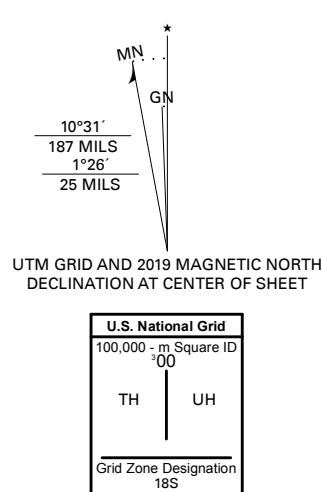 ★
MN
GN
10°31´
187 MILS
1°26´
25 MILS
UTM GRID AND 2019 MAGNETIC NORTH
DECLINATION AT CENTER OF SHEET
U.S. National Grid
100,000 - m Square ID
³00
TH UH
Grid Zone Designation
18S